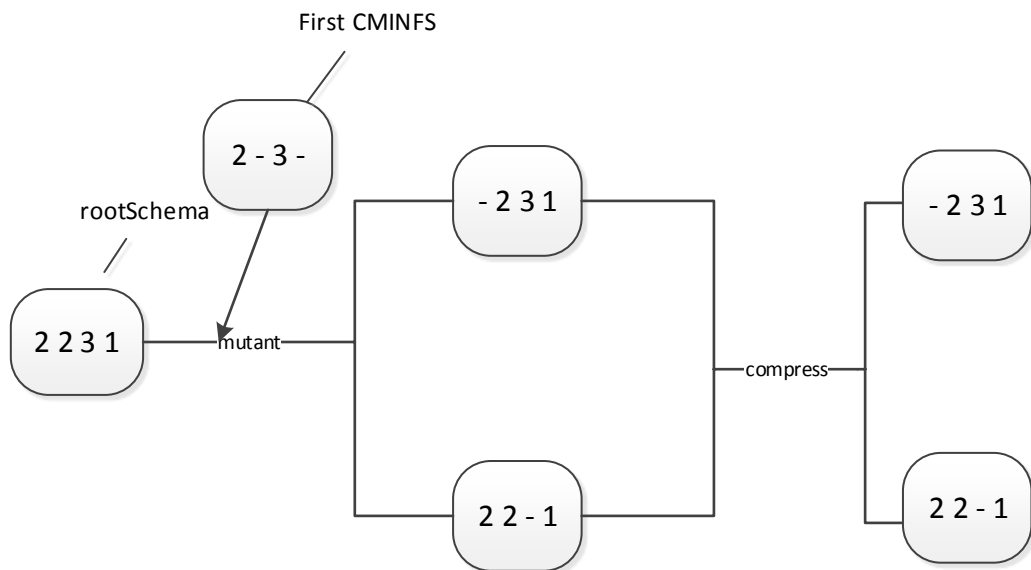 First CMINFS
2 - 3 -
rootSchema
2 2 3 1
mutant
- 2 3 1
2 2 - 1
compress
- 2 3 1
2 2 - 1